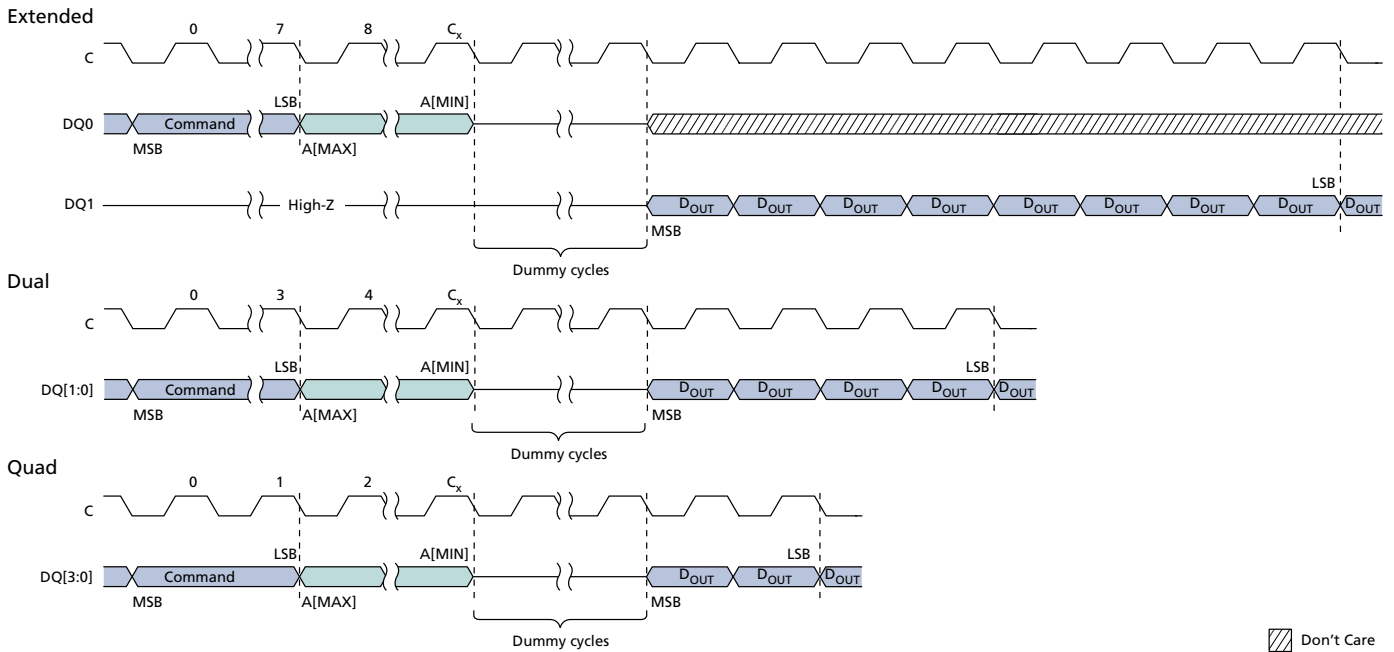 Extended
0 7 8 Cx
C
LSB A[MIN]
DQ0 Command
MSB A[MAX]
LSB
DQ1 High-Z DOUT DOUT DOUT DOUT DOUT DOUT DOUT DOUT DOUT
MSB
Dummy cycles
Dual
0 3 4 Cx
C
LSB A[MIN] LSB
DQ[1:0] Command DOUT DOUT DOUT DOUT DOUT
MSB A[MAX] MSB
Dummy cycles
Quad
0 1 2 Cx
C
LSB A[MIN] LSB
DQ[3:0] Command DOUT DOUT DOUT
MSB A[MAX] MSB
Dummy cycles
Don't Care